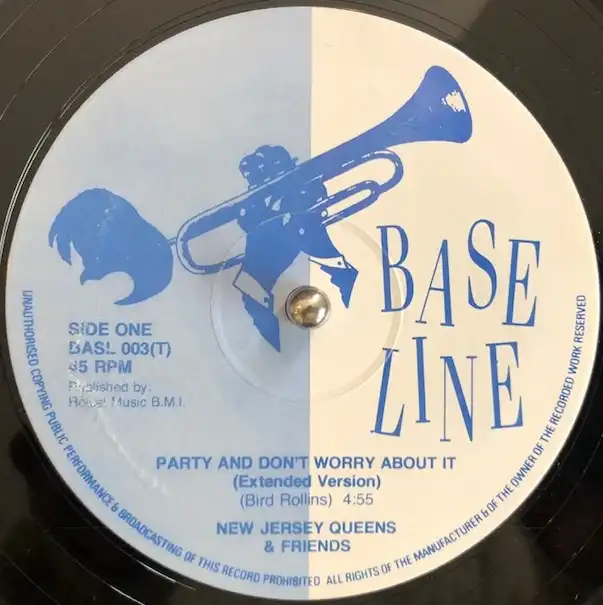 BASE
LINE
SIDE ONE
BASL 003(T)
45 RPM
Published by.
Music B.M.I.
PARTY AND DON'T WORRY ABOUT IT
(Extended Version)
(Bird Rollins) 4:55
NEW JERSEY QUEENS
& FRIENDS
UNAUTHORISED COPYING PUBLIC PERFORMANCE & BROADCASTING OF THIS RECORD PROHIBITED ALL RIGHTS OF THE MANUFACTURER & OF THE OWNER OF THE RECORDED WORK RESERVED